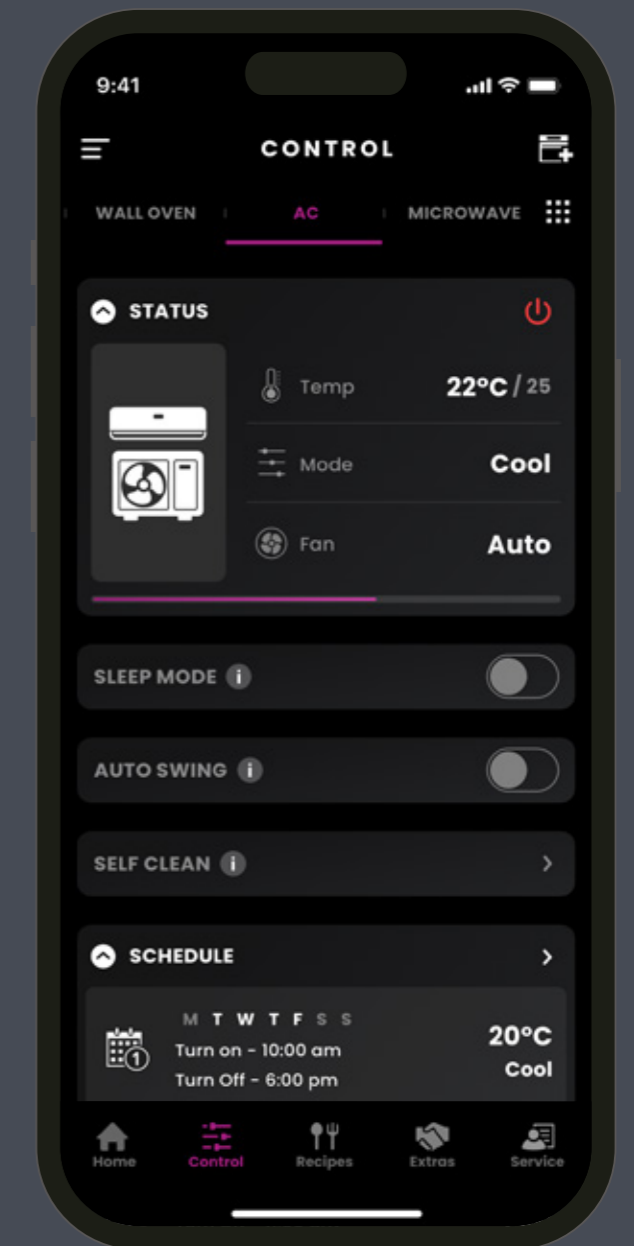 9:41
CONTROL
WALL OVEN AC MICROWAVE
STATUS
Temp 22°C / 25
Mode Cool
Fan Auto
SLEEP MODE i
AUTO SWING i
SELF CLEAN i
SCHEDULE
M T W T F S S
Turn on - 10:00 am
Turn Off - 6:00 pm
1
20°C
Cool
Home Control Recipes Extras Service